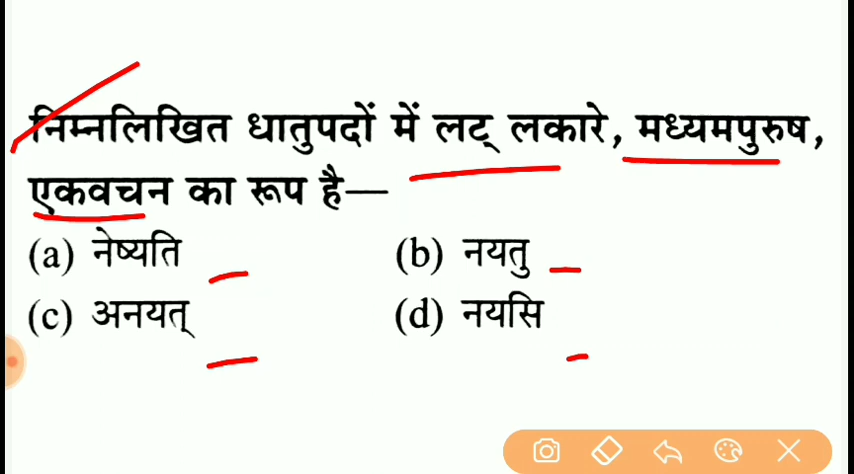 निम्नलिखित धातुपदों में लट् लकारे, मध्यमपुरुष,
एकवचन का रूप है—
(a) नेष्यति (b) नयतु
(c) अनयत् (d) नयसि